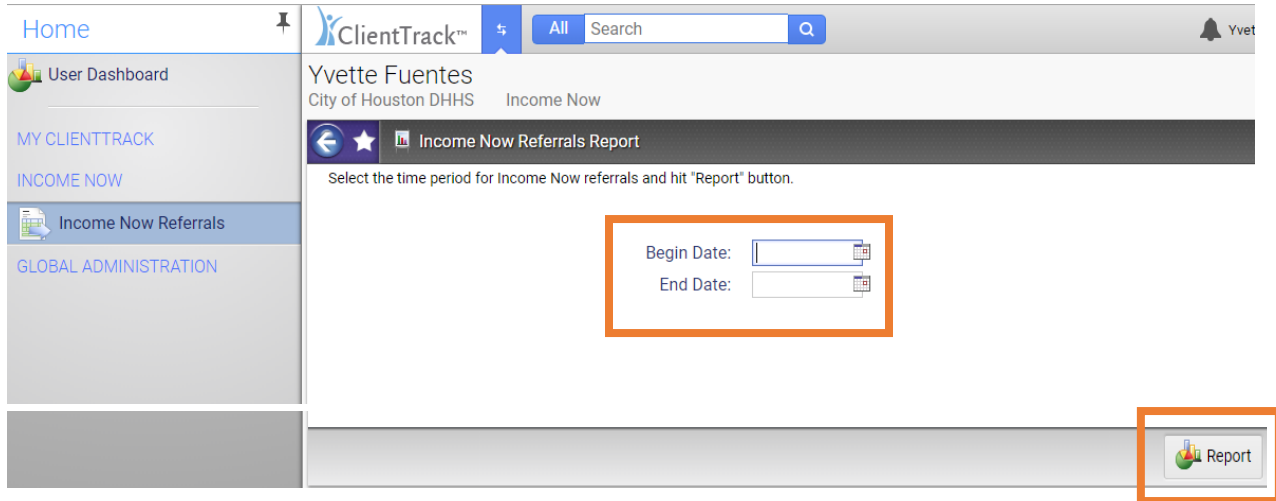 Home
ClientTrack™
All
Search
Yvet
User Dashboard
Yvette Fuentes
City of Houston DHHS Income Now
MY CLIENTTRACK
Income Now Referrals Report
INCOME NOW
Select the time period for Income Now referrals and hit "Report" button.
Income Now Referrals
GLOBAL ADMINISTRATION
Begin Date:
End Date:
Report